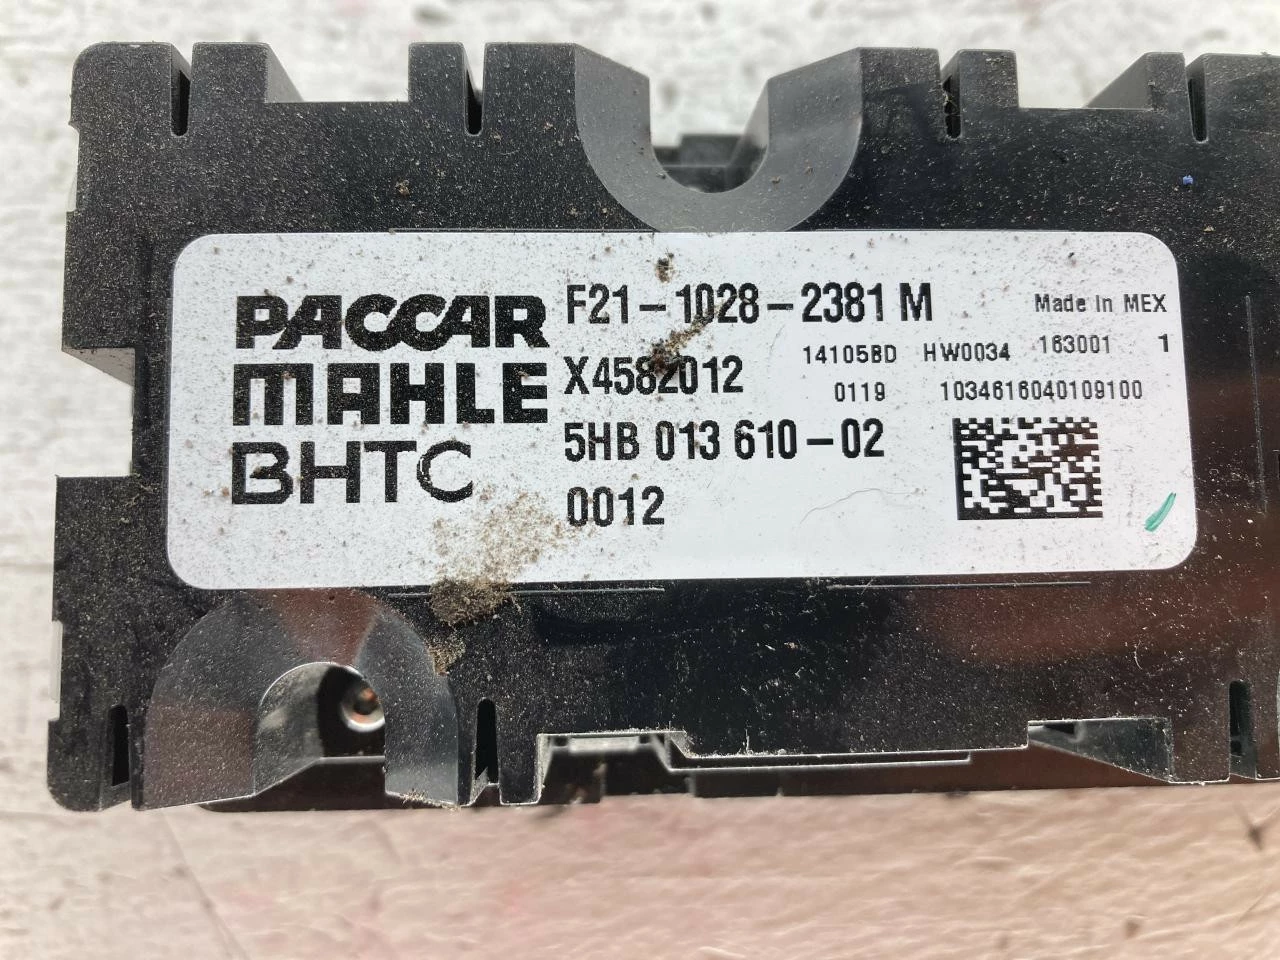 PACCAR
MAHLE
BHTC
F21-1028-2381 M
X4582012
5HB 013 610-02
0012
Made In MEX
14105BD HW0034 163001 1
0119 1034616040109100